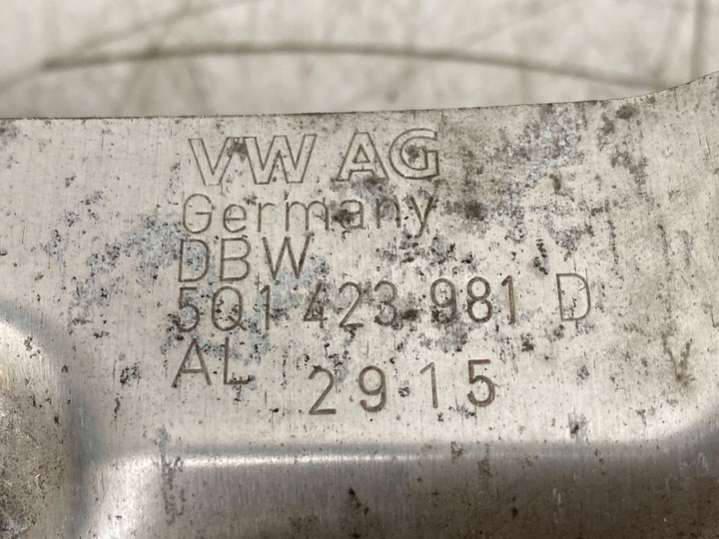 VW AG
Germany
DBW
5Q1 423 981 D
AL 2915